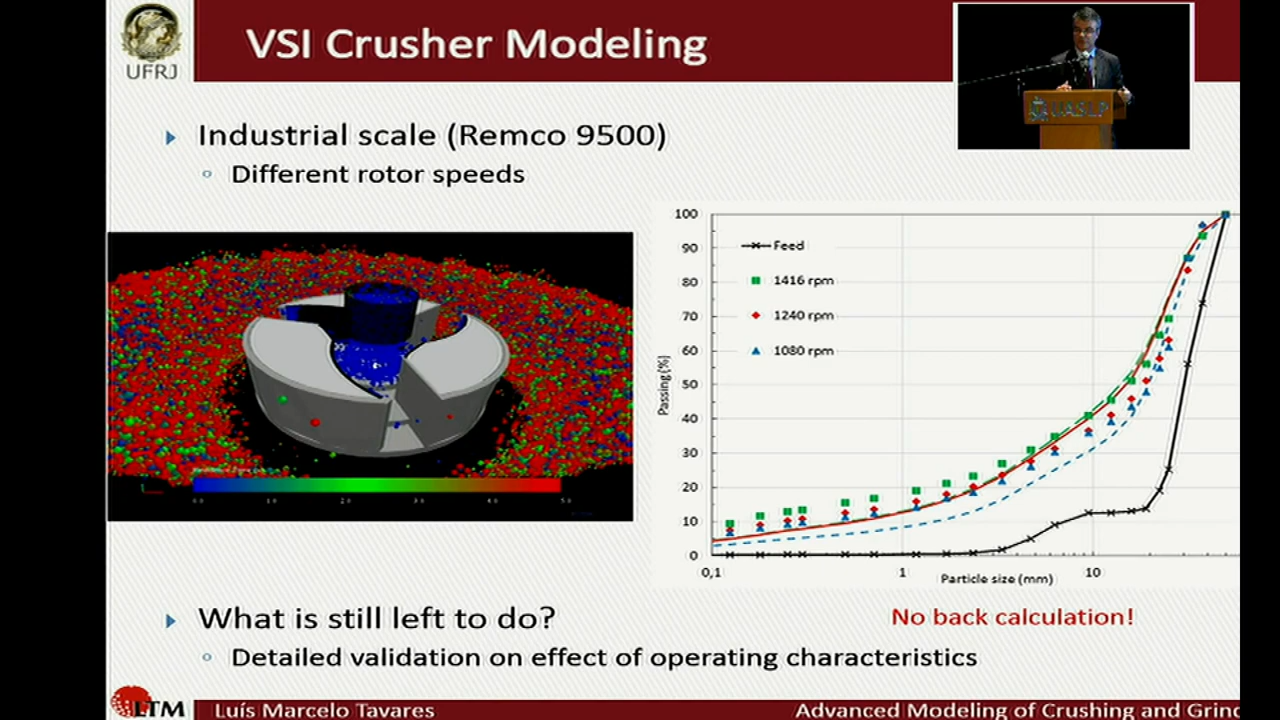 UFRJ
VSI Crusher Modeling
UASLP
Industrial scale (Remco 9500)
Different rotor speeds
100
90
80
70
60
50
40
30
20
10
0
Passing (%)
Feed
1416 rpm
1240 rpm
1080 rpm
0,1
1
10
Particle size (mm)
What is still left to do?
No back calculation!
Detailed validation on effect of operating characteristics
LTM
Luís Marcelo Tavares
Advanced Modeling of Crushing and Grinc